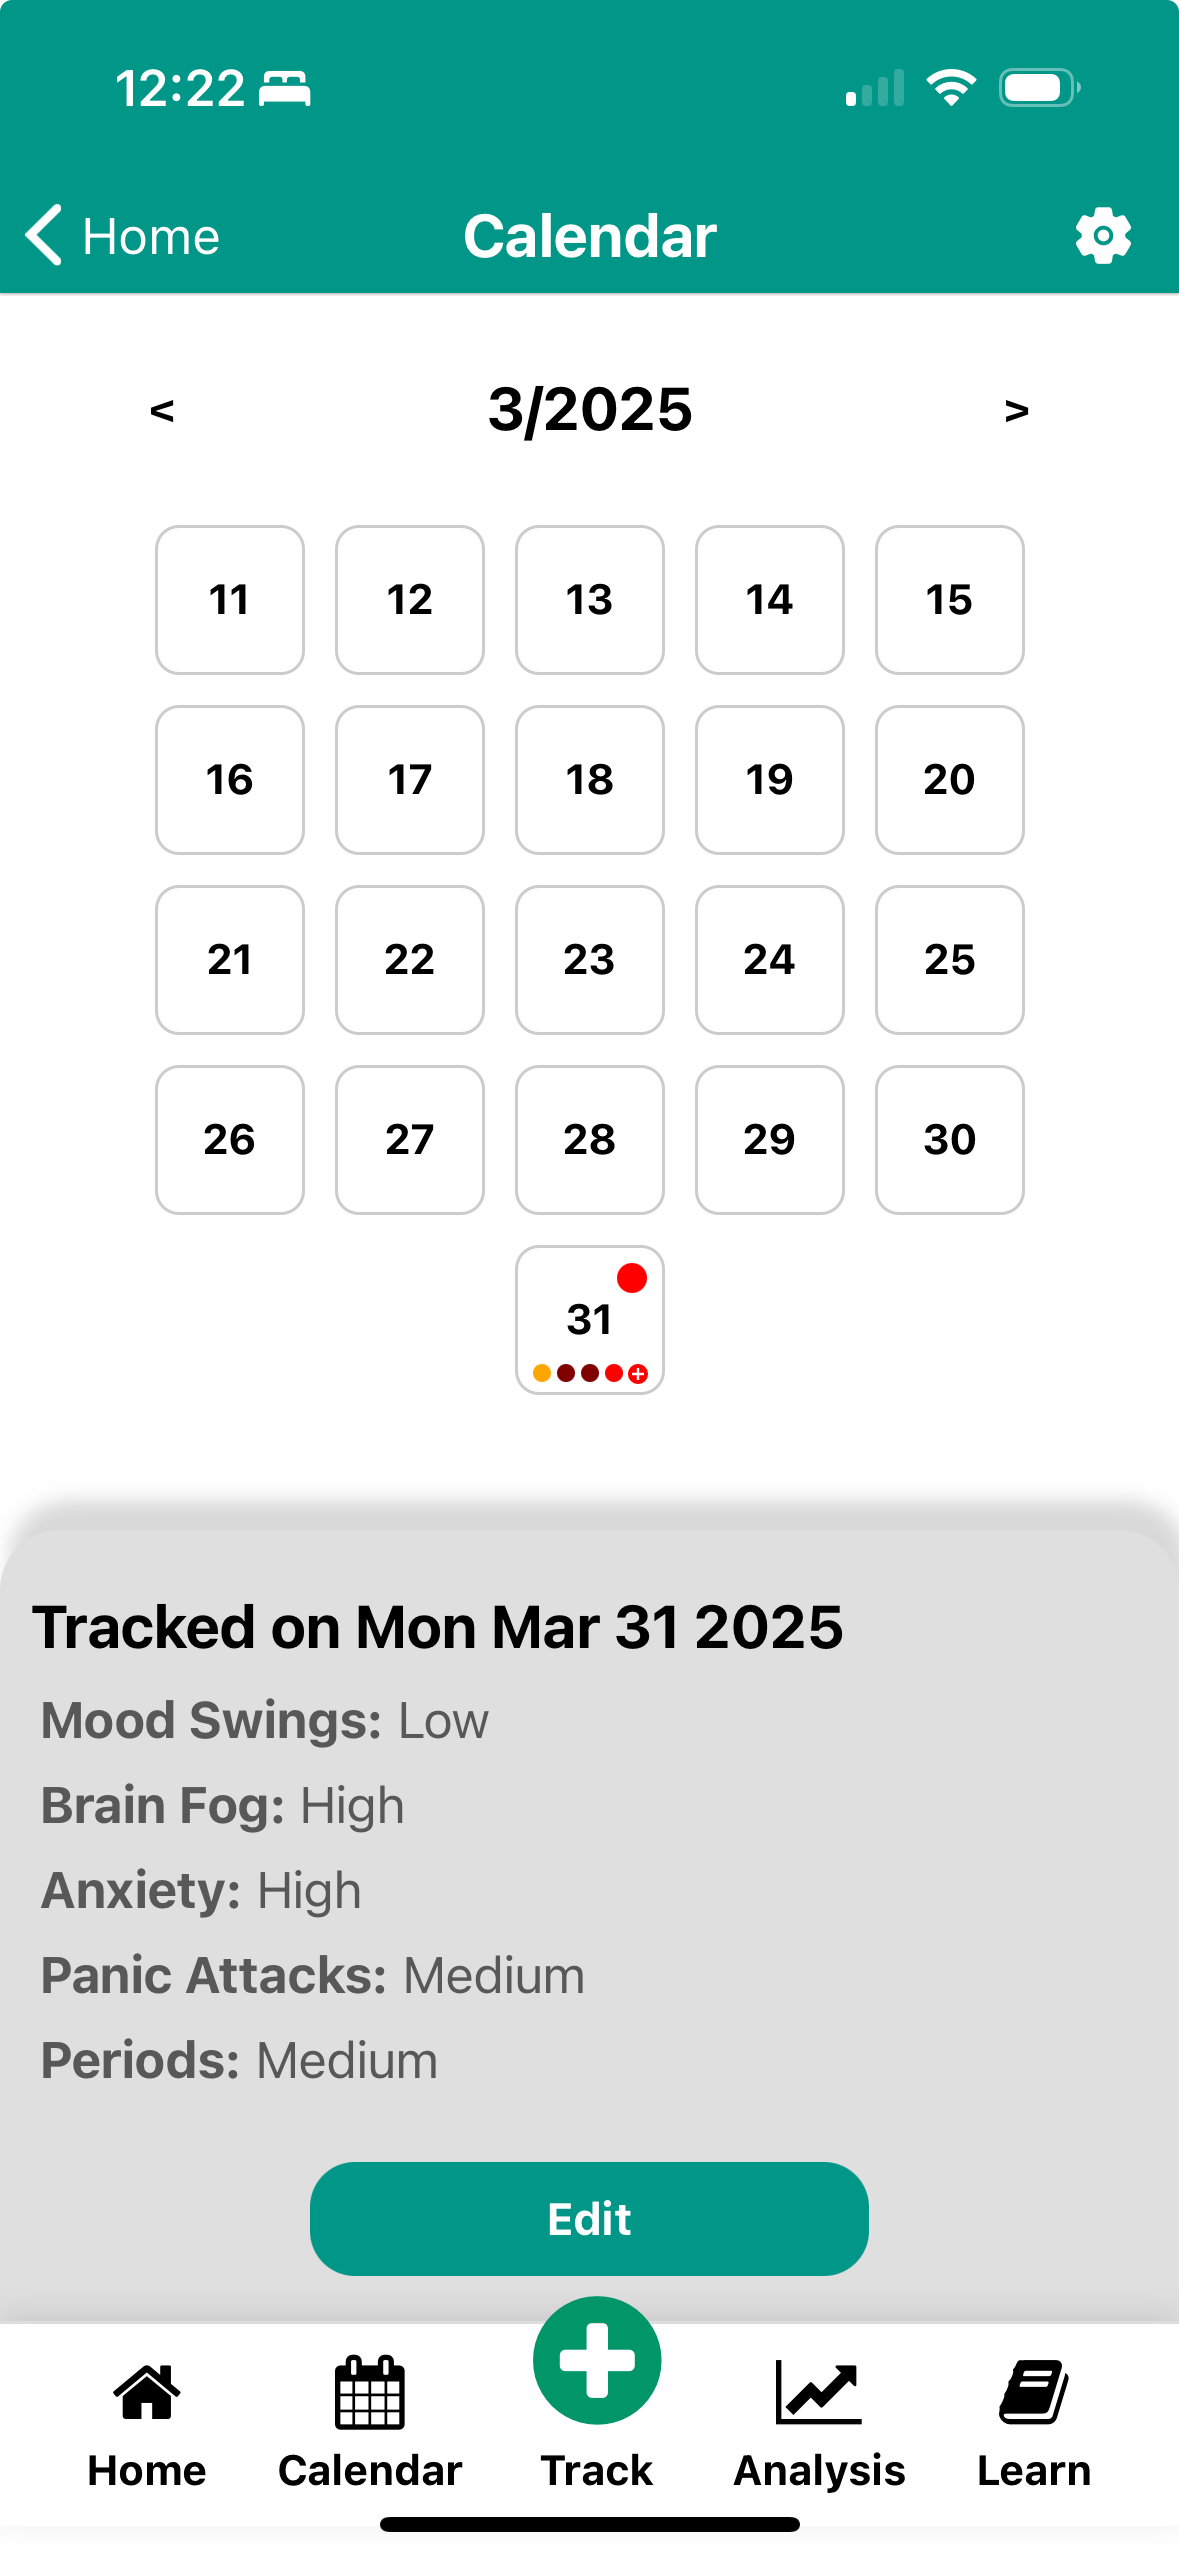 12:22
Home Calendar
< 3/2025 >
11 12 13 14 15
16 17 18 19 20
21 22 23 24 25
26 27 28 29 30
31
Tracked on Mon Mar 31 2025
Mood Swings: Low
Brain Fog: High
Anxiety: High
Panic Attacks: Medium
Periods: Medium
Edit
Home Calendar Track Analysis Learn